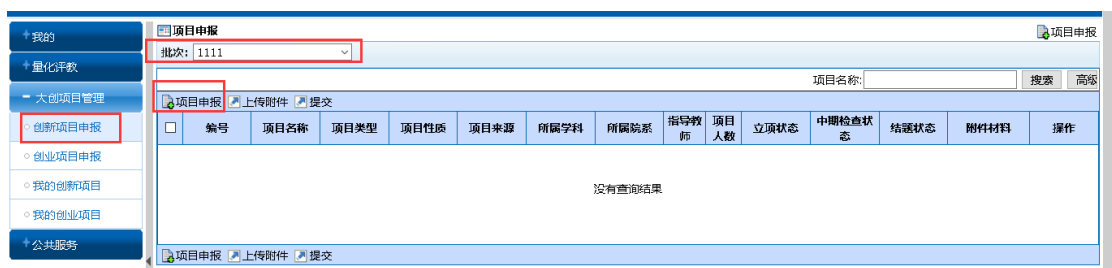 我的
量化评教
大创项目管理
创新项目申报
创业项目申报
我的创新项目
我的创业项目
公共服务
项目申报
项目申报
批次: 1111
项目名称: 搜索 高级
项目申报 上传附件 提交
编号 项目名称 项目类型 项目性质 项目来源 所属学科 所属院系 指导教师 项目人数 立项状态 中期检查状态 结题状态 附件材料 操作
没有查询结果
项目申报 上传附件 提交